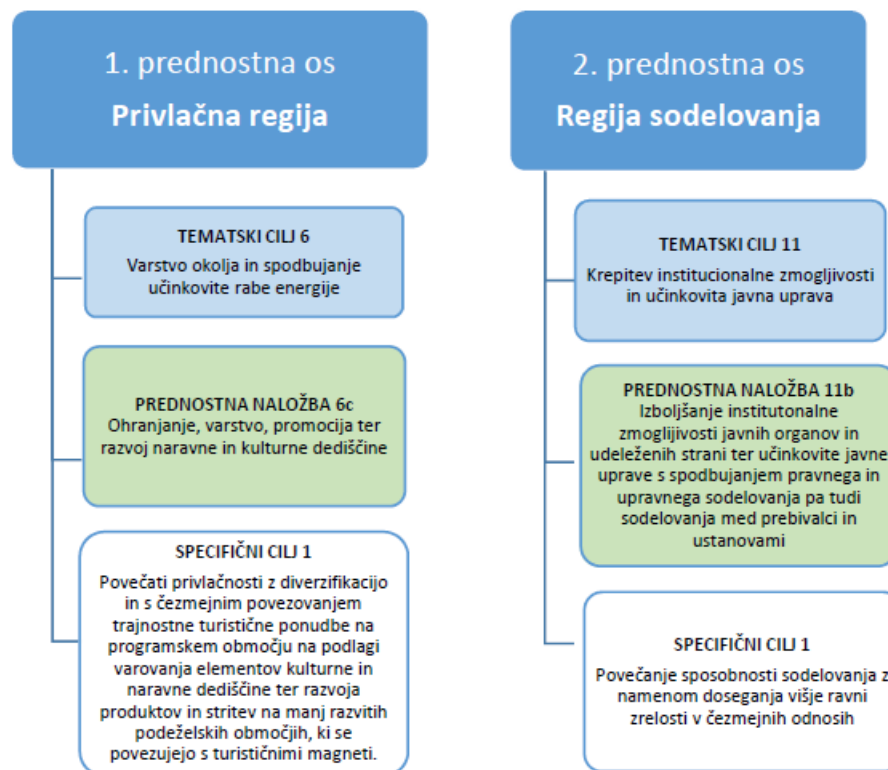 1. prednostna os
Privlačna regija
TEMATSKI CILJ 6
Varstvo okolja in spodbujanje
učinkovite rabe energije
PREDNOSTNA NALOŽBA 6c
Ohranjanje, varstvo, promocija ter
razvoj naravne in kulturne dediščine
SPECIFIČNI CILJ 1
Povečati privlačnosti z diverzifikacijo
in s čezmejnim povezovanjem
trajnostne turistične ponudbe na
programskem območju na podlagi
varovanja elementov kulturne in
naravne dediščine ter razvoja
produktov in stritev na manj razvitih
podeželskih območjih, ki se
povezujejo s turističnimi magneti.
2. prednostna os
Regija sodelovanja
TEMATSKI CILJ 11
Krepitev institucionalne zmogljivosti
in učinkovita javna uprava
PREDNOSTNA NALOŽBA 11b
Izboljšanje institutonalne
zmoglijivosti javnih organov in
udeleženih strani ter učinkovite javne
uprave s spodbujanjem pravnega in
upravnega sodelovanja pa tudi
sodelovanja med prebivalci in
ustanovami
SPECIFIČNI CILJ 1
Povečanje sposobnosti sodelovanja z
namenom doseganja višje ravni
zrelosti v čezmejnih odnosih